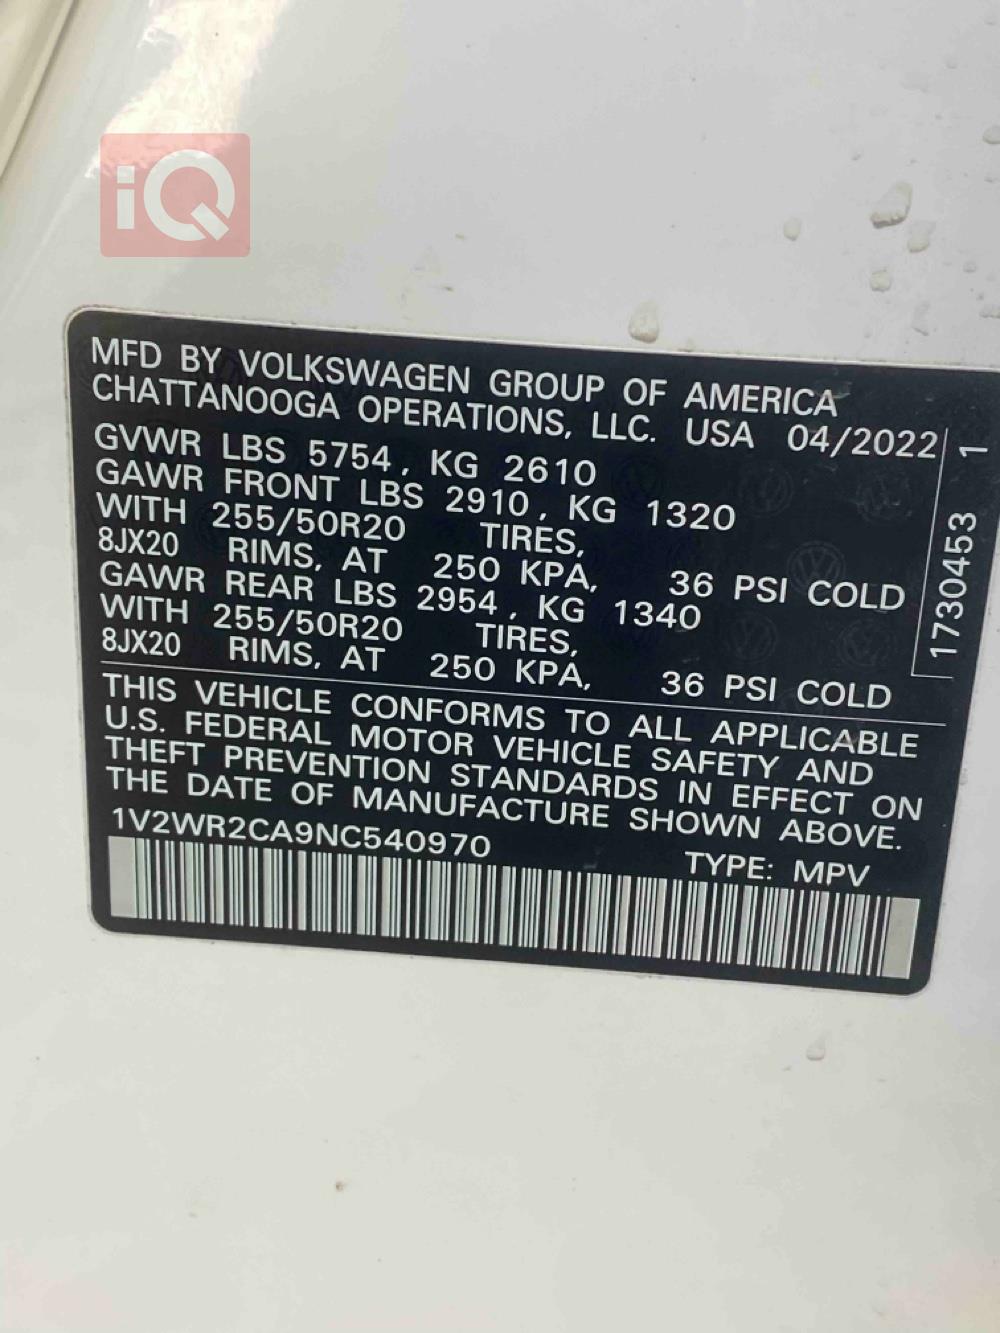 iQ
MFD BY VOLKSWAGEN GROUP OF AMERICA
CHATTANOOGA OPERATIONS, LLC. USA 04/2022
GVWR LBS 5754, KG 2610
GAWR FRONT LBS 2910, KG 1320
WITH 255/50R20 TIRES,
8JX20 RIMS, AT 250 KPA, 36 PSI COLD
GAWR REAR LBS 2954, KG 1340
WITH 255/50R20 TIRES,
8JX20 RIMS, AT 250 KPA, 36 PSI COLD
THIS VEHICLE CONFORMS TO ALL APPLICABLE
U.S. FEDERAL MOTOR VEHICLE SAFETY AND
THEFT PREVENTION STANDARDS IN EFFECT ON
THE DATE OF MANUFACTURE SHOWN ABOVE.
1V2WR2CA9NC540970 TYPE: MPV
1730453 1